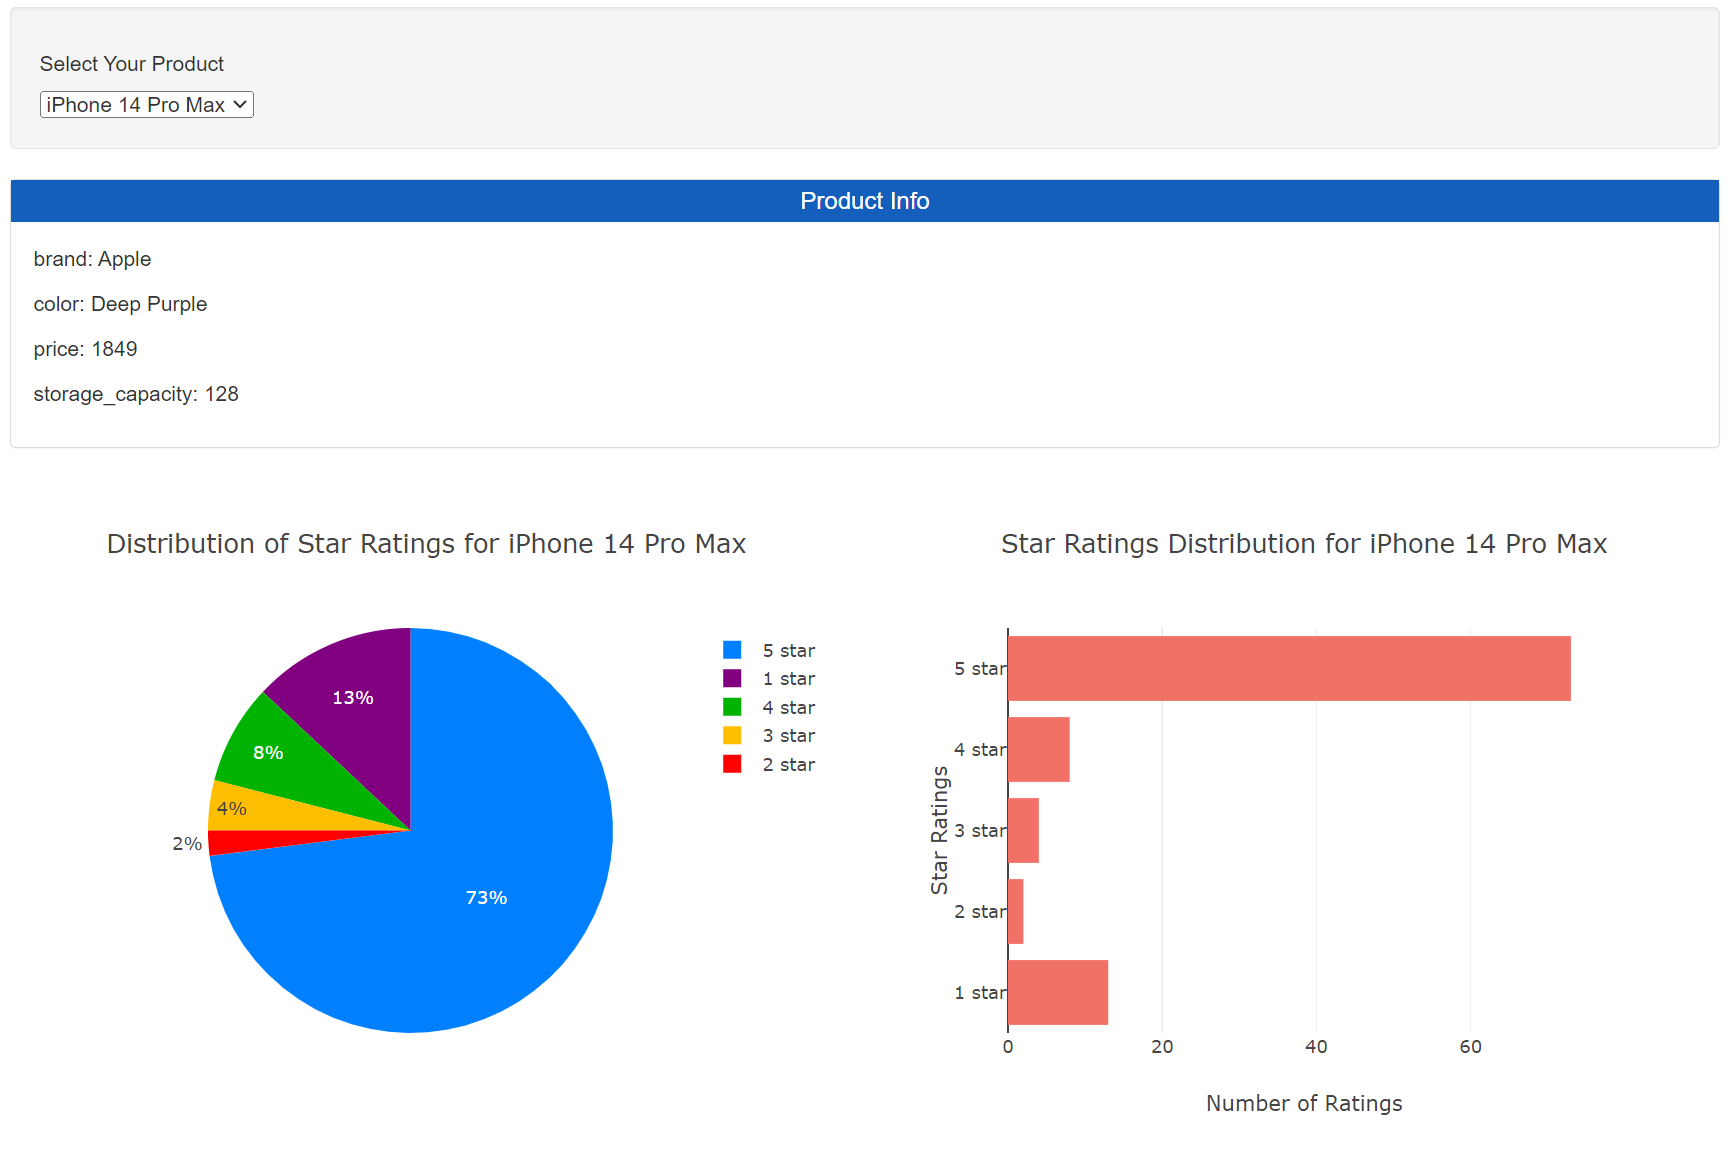 Select Your Product
iPhone 14 Pro Max
Product Info
brand: Apple
color: Deep Purple
price: 1849
storage_capacity: 128
Distribution of Star Ratings for iPhone 14 Pro Max
13%
8%
4%
2%
73%
5 star
1 star
4 star
3 star
2 star
Star Ratings Distribution for iPhone 14 Pro Max
Star Ratings
5 star
4 star
3 star
2 star
1 star
0 20 40 60
Number of Ratings